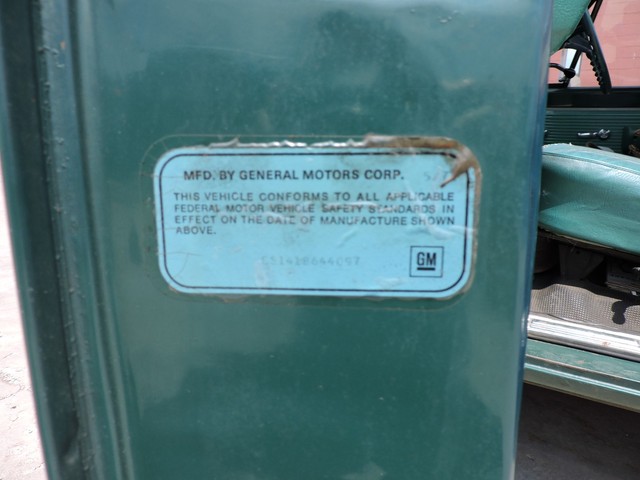 MFD. BY GENERAL MOTORS CORP.
THIS VEHICLE CONFORMS TO ALL APPLICABLE
FEDERAL MOTOR VEHICLE SAFETY STANDARDS IN
EFFECT ON THE DATE OF MANUFACTURE SHOWN
ABOVE.
GM